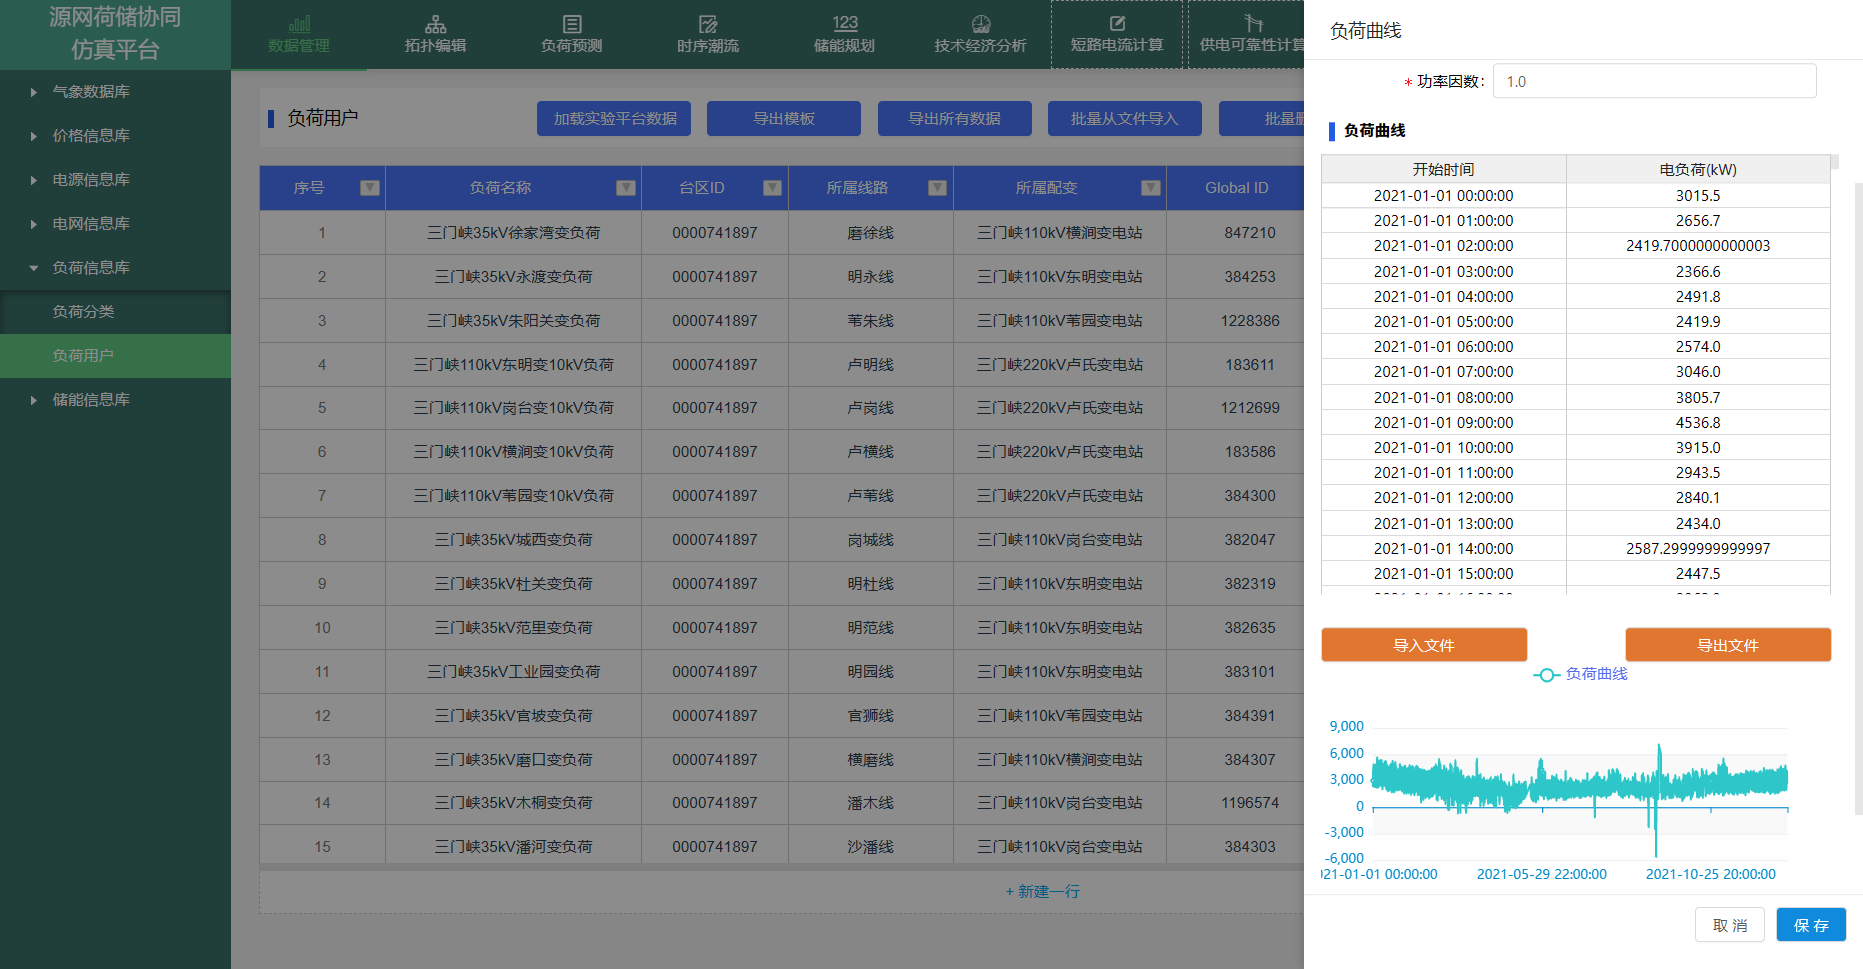 源网荷储协同
仿真平台
数据管理
拓扑编辑
负荷预测
时序潮流
123
储能规划
技术经济分析
短路电流计算
供电可靠性计算
气象数据库
价格信息库
电源信息库
电网信息库
负荷信息库
负荷分类
负荷用户
储能信息库
负荷用户
加载实验平台数据 导出模板 导出所有数据 批量从文件导入 批量
序号 负荷名称 台区ID 所属线路 所属配变 Global ID
1 三门峡35kV徐家湾变负荷 0000741897 磨徐线 三门峡110kV横涧变电站 847210
2 三门峡35kV永渡变负荷 0000741897 明永线 三门峡110kV东明变电站 384253
3 三门峡35kV朱阳关变负荷 0000741897 苇朱线 三门峡110kV苇园变电站 1228386
4 三门峡110kV东明变10kV负荷 0000741897 卢明线 三门峡220kV卢氏变电站 183611
5 三门峡110kV岗台变10kV负荷 0000741897 卢岗线 三门峡220kV卢氏变电站 1212699
6 三门峡110kV横涧变10kV负荷 0000741897 卢横线 三门峡220kV卢氏变电站 183586
7 三门峡110kV苇园变10kV负荷 0000741897 卢苇线 三门峡220kV卢氏变电站 384300
8 三门峡35kV城西变负荷 0000741897 岗城线 三门峡110kV岗台变电站 382047
9 三门峡35kV杜关变负荷 0000741897 明杜线 三门峡110kV东明变电站 382319
10 三门峡35kV范里变负荷 0000741897 明范线 三门峡110kV东明变电站 382635
11 三门峡35kV工业园变负荷 0000741897 明园线 三门峡110kV东明变电站 383101
12 三门峡35kV官坡变负荷 0000741897 官狮线 三门峡110kV苇园变电站 384391
13 三门峡35kV磨口变负荷 0000741897 横磨线 三门峡110kV横涧变电站 384307
14 三门峡35kV木桐变负荷 0000741897 潘木线 三门峡110kV岗台变电站 1196574
15 三门峡35kV潘河变负荷 0000741897 沙潘线 三门峡110kV岗台变电站 384303
+ 新建一行
负荷曲线
* 功率因数: 1.0
负荷曲线
开始时间 电负荷(kW)
2021-01-01 00:00:00 3015.5
2021-01-01 01:00:00 2656.7
2021-01-01 02:00:00 2419.7000000000003
2021-01-01 03:00:00 2366.6
2021-01-01 04:00:00 2491.8
2021-01-01 05:00:00 2419.9
2021-01-01 06:00:00 2574.0
2021-01-01 07:00:00 3046.0
2021-01-01 08:00:00 3805.7
2021-01-01 09:00:00 4536.8
2021-01-01 10:00:00 3915.0
2021-01-01 11:00:00 2943.5
2021-01-01 12:00:00 2840.1
2021-01-01 13:00:00 2434.0
2021-01-01 14:00:00 2587.2999999999997
2021-01-01 15:00:00 2447.5
导入文件 导出文件
负荷曲线
9,000
6,000
3,000
0
-3,000
-6,000
21-01-01 00:00:00 2021-05-29 22:00:00 2021-10-25 20:00:00
取 消 保 存